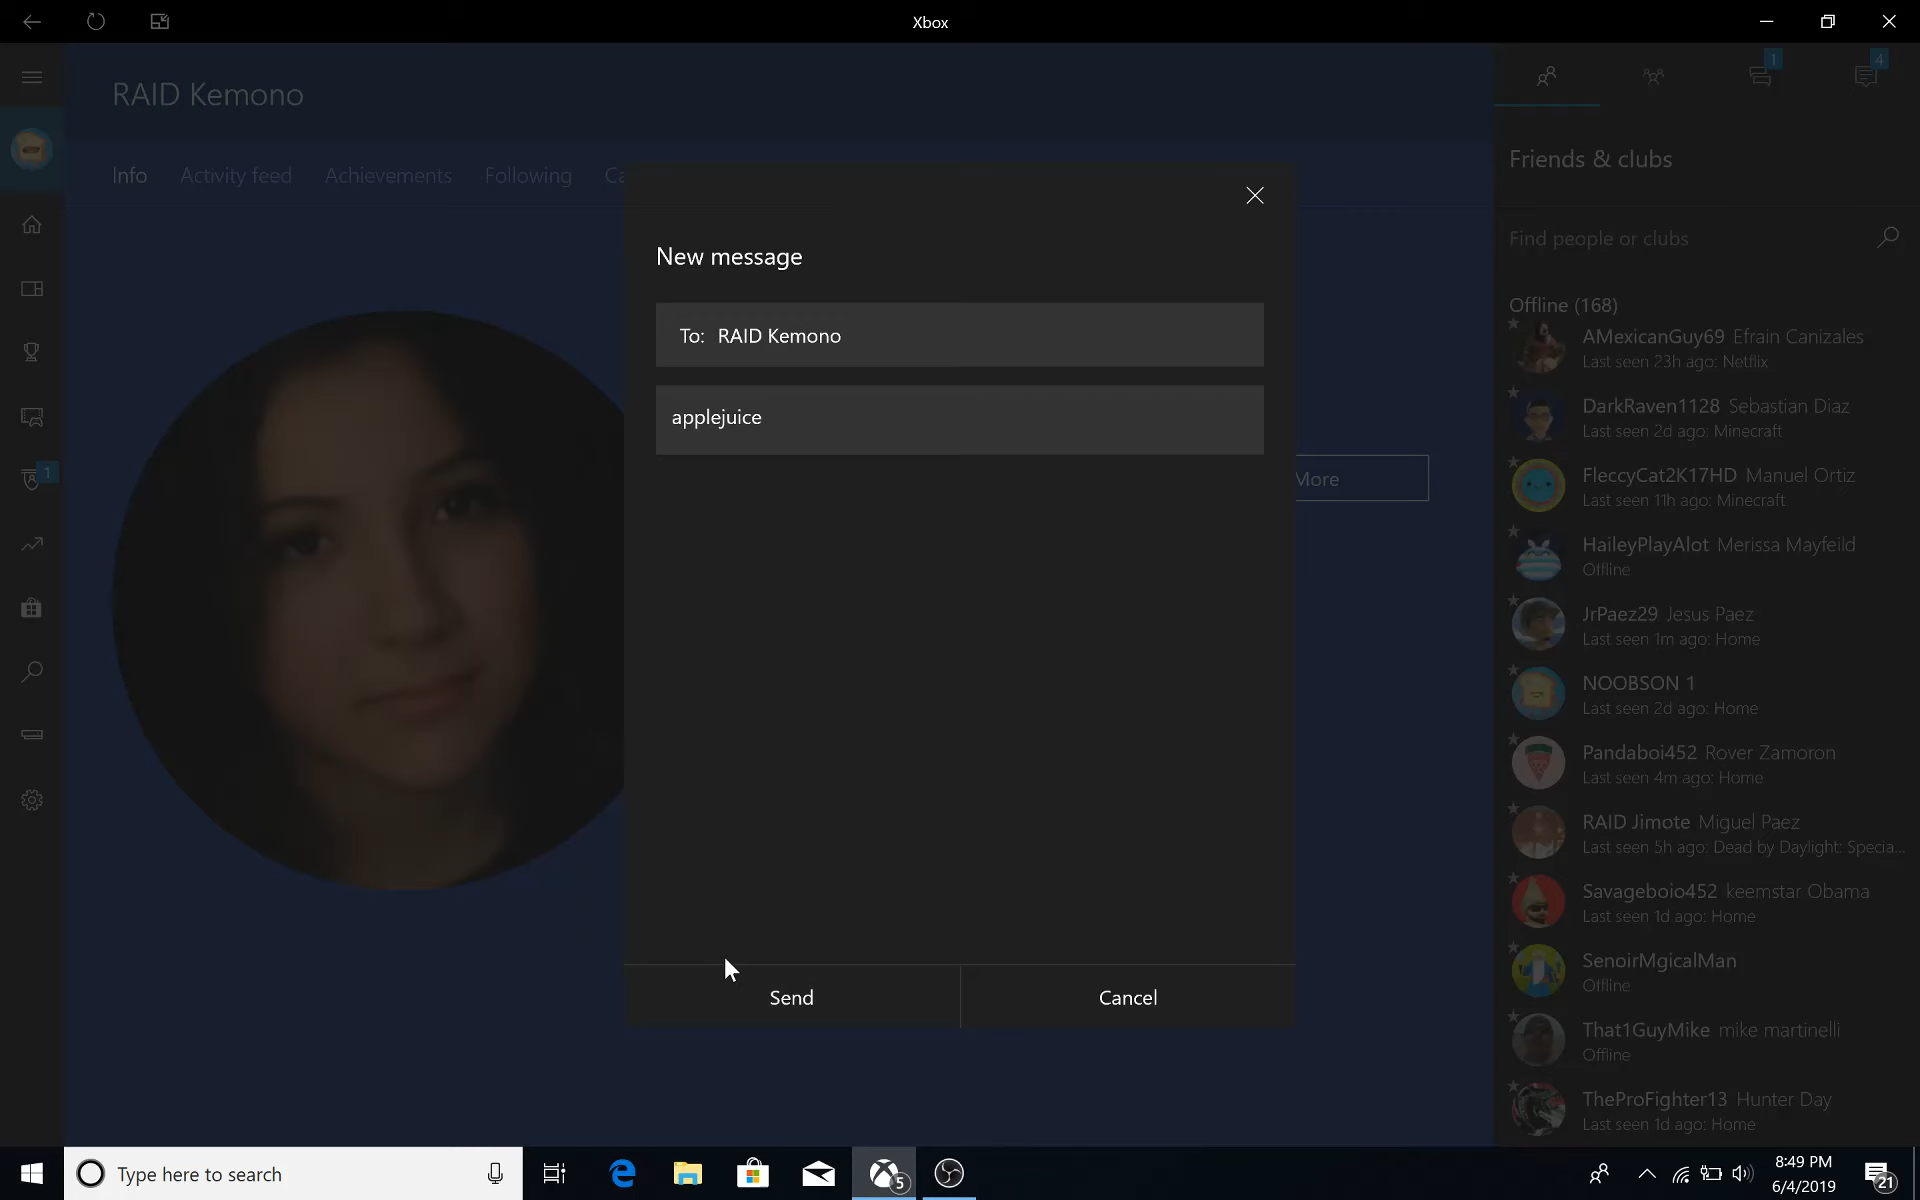 Xbox
RAID Kemono
Info Activity feed Achievements Following Ca
New message
To: RAID Kemono
applejuice
More
Send Cancel
1
4
1
Friends & clubs
Find people or clubs
Offline (168)
AMexicanGuy69 Efrain Canizales
Last seen 23h ago: Netflix
DarkRaven1128 Sebastian Diaz
Last seen 2d ago: Minecraft
FleccyCat2K17HD Manuel Ortiz
Last seen 11h ago: Minecraft
HaileyPlayAlot Merissa Mayfeild
Offline
JrPaez29 Jesus Paez
Last seen 1m ago: Home
NOOBSON 1
Last seen 2d ago: Home
Pandaboi452 Rover Zamoron
Last seen 4m ago: Home
RAID Jimote Miguel Paez
Last seen 5h ago: Dead by Daylight: Specia...
Savageboio452 keemstar Obama
Last seen 1d ago: Home
SenoirMgicalMan
Offline
That1GuyMike mike martinelli
Offline
TheProFighter13 Hunter Day
Last seen 1d ago: Home
Type here to search
5
8:49 PM
6/4/2019
21